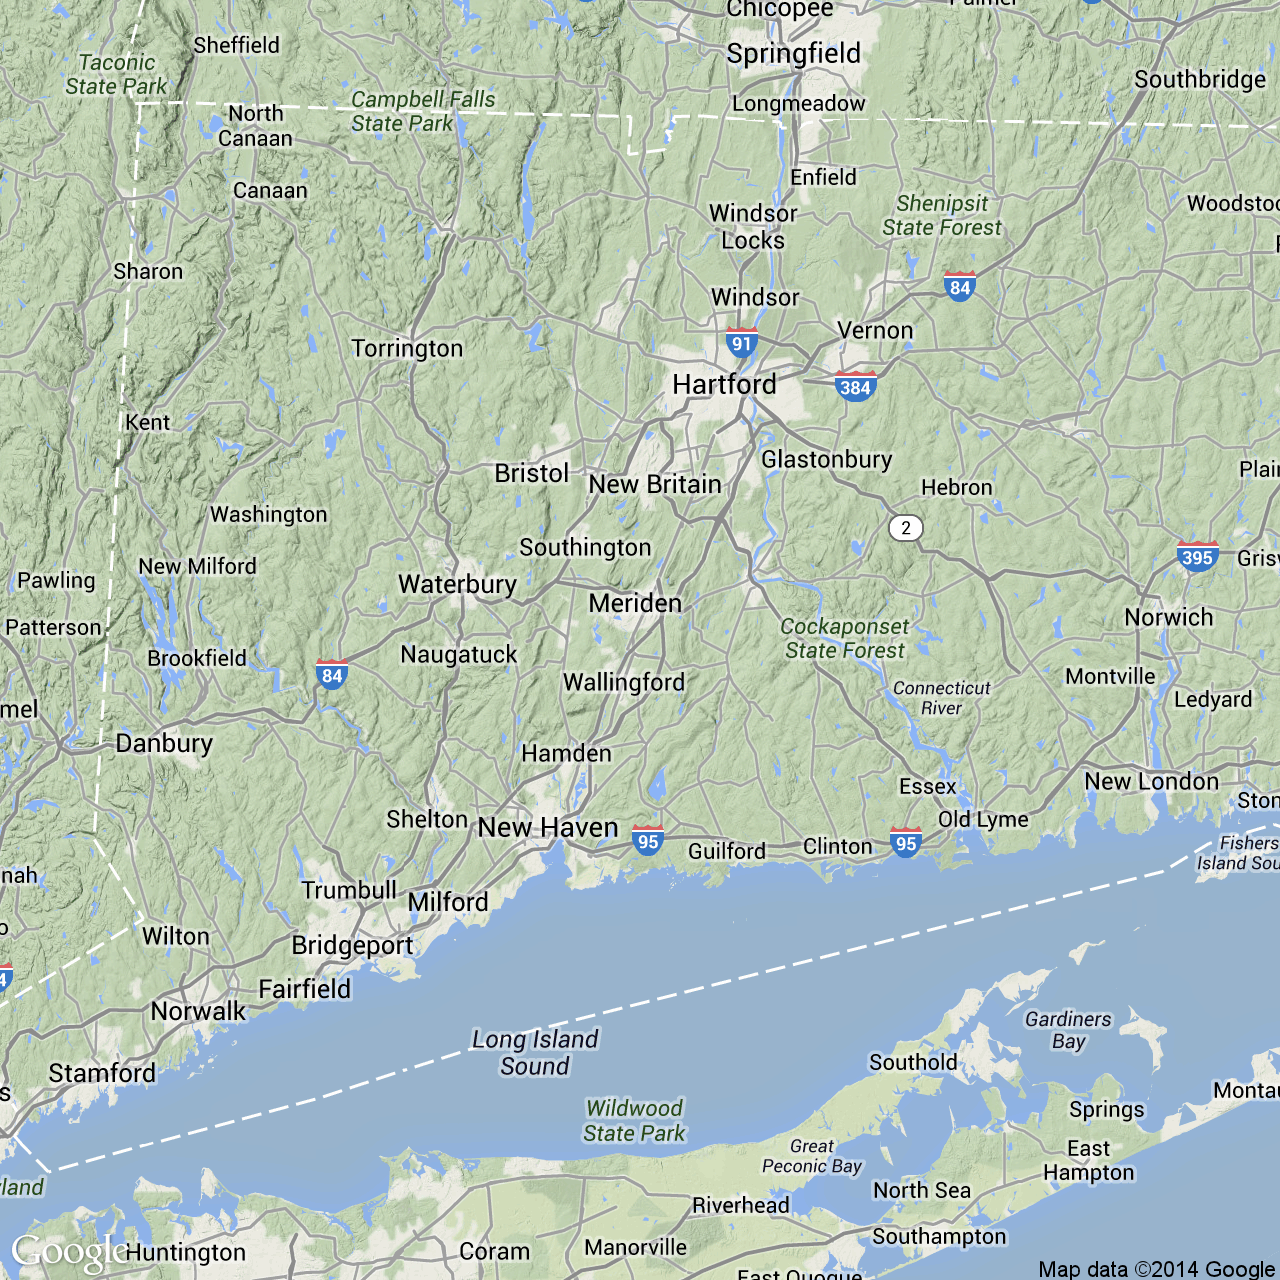 Chicopee
Palmer
Sheffield
Springfield
Taconic
State Park
Southbridge
Campbell Falls
State Park
Longmeadow
North
Canaan
Enfield
Canaan
Shenipsit
State Forest
Windsor
Locks
Sharon
84
Windsor
Vernon
91
Torrington
Hartford
384
Kent
Glastonbury
Bristol
New Britain
Hebron
Washington
2
Southington
395
New Milford
Pawling
Waterbury
Meriden
Norwich
Patterson
Cockaponset
State Forest
Naugatuck
Brookfield
84
Wallingford
Montville
Connecticut
River
Ledyard
mel
Danbury
Hamden
New London
Essex
Shelton
New Haven
Old Lyme
95
95
Guilford
Clinton
Fishers
Island Sou
nah
Trumbull
Milford
Wilton
Bridgeport
4
Fairfield
Norwalk
Gardiners
Bay
Long Island
Sound
Southold
Stamford
s
Montau
Wildwood
State Park
Springs
Great
Peconic Bay
East
Hampton
land
North Sea
Riverhead
Southampton
Google
Huntington
Coram
Manorville
East Quogue
Map data ©2014 Google
Woodstoc
Plain
Grisw
Ston